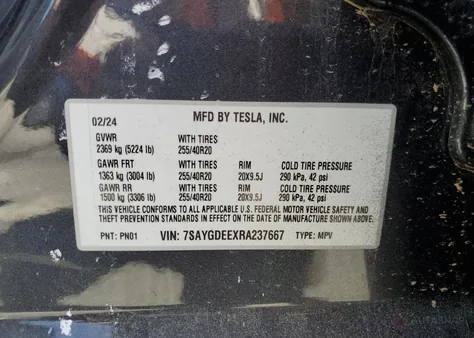 02/24 MFD BY TESLA, INC.
GVWR WITH TIRES
2369 kg (5224 lb) 255/40R20
GAWR FRT WITH TIRES RIM COLD TIRE PRESSURE
1363 kg (3004 lb) 255/40R20 20X9.5J 290 kPa, 42 psi
GAWR RR WITH TIRES RIM COLD TIRE PRESSURE
1500 kg (3306 lb) 255/40R20 20X9.5J 290 kPa, 42 psi
THIS VEHICLE CONFORMS TO ALL APPLICABLE U.S. FEDERAL MOTOR VEHICLE SAFETY AND
THEFT PREVENTION STANDARDS IN EFFECT ON THE DATE OF MANUFACTURE SHOWN ABOVE.
PNT: PN01 VIN: 7SAYGDEEXRA237667 TYPE: MPV